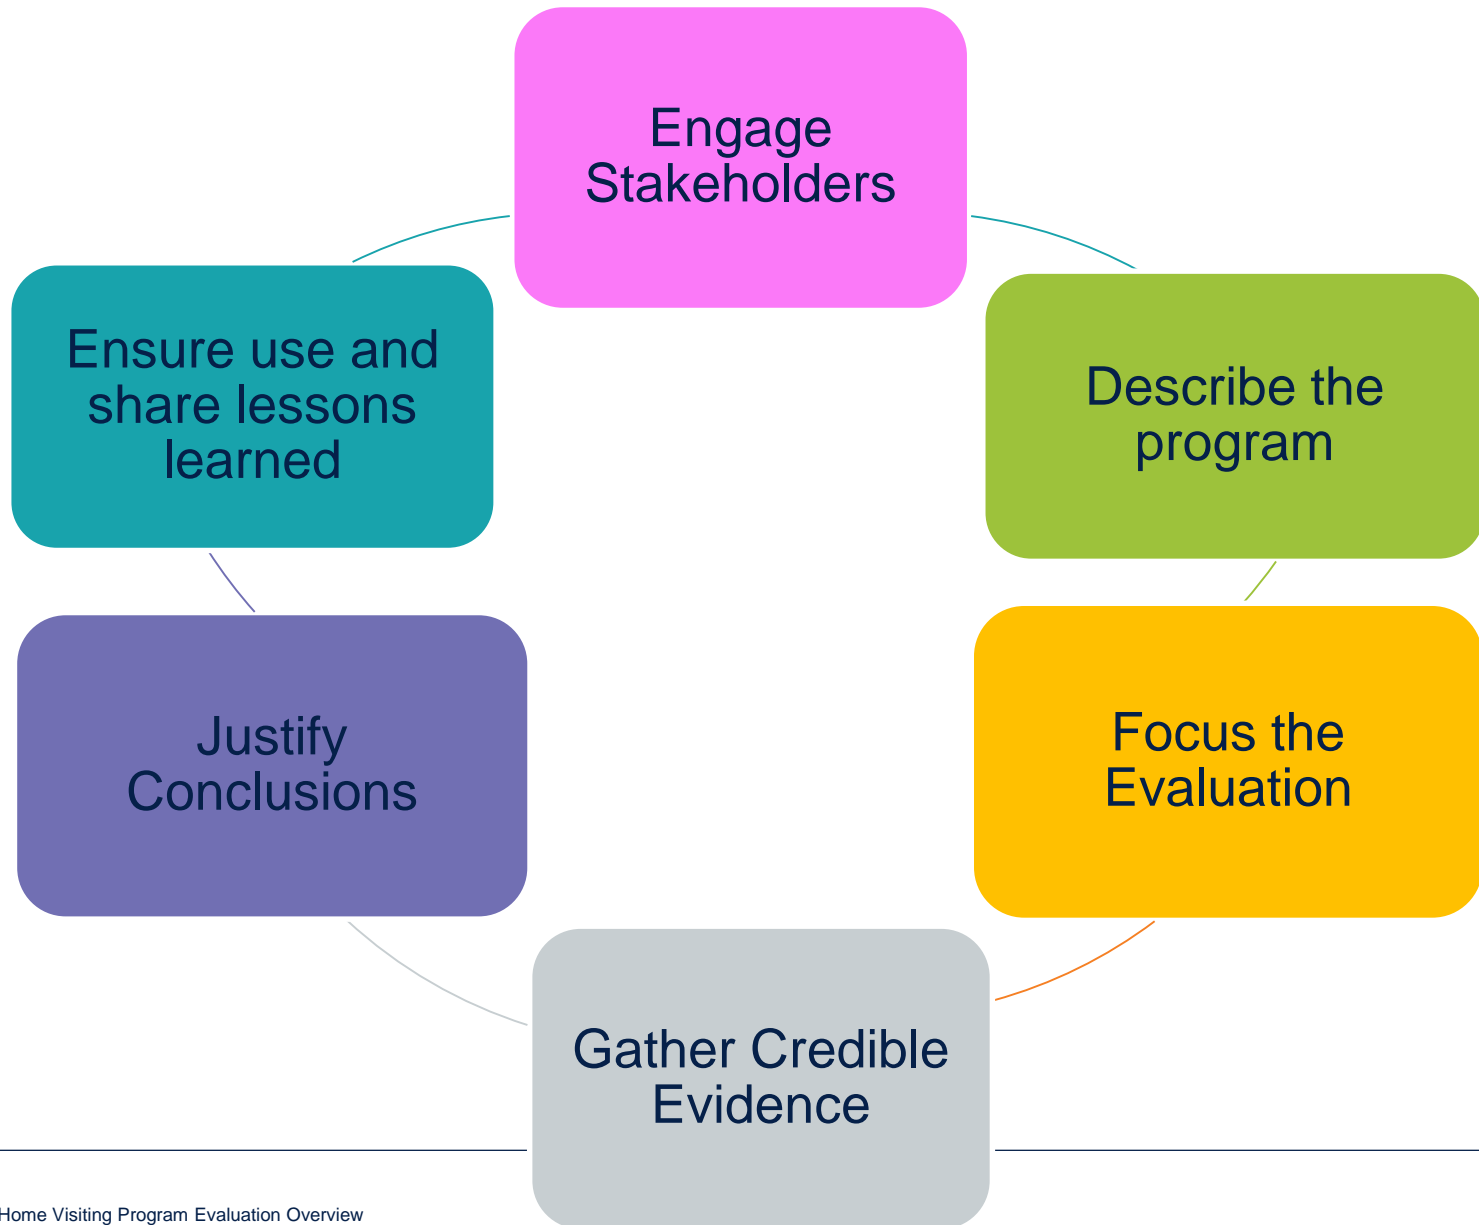 Engage
Stakeholders
Describe the
program
Focus the
Evaluation
Gather Credible
Evidence
Justify
Conclusions
Ensure use and
share lessons
learned
Home Visiting Program Evaluation Overview